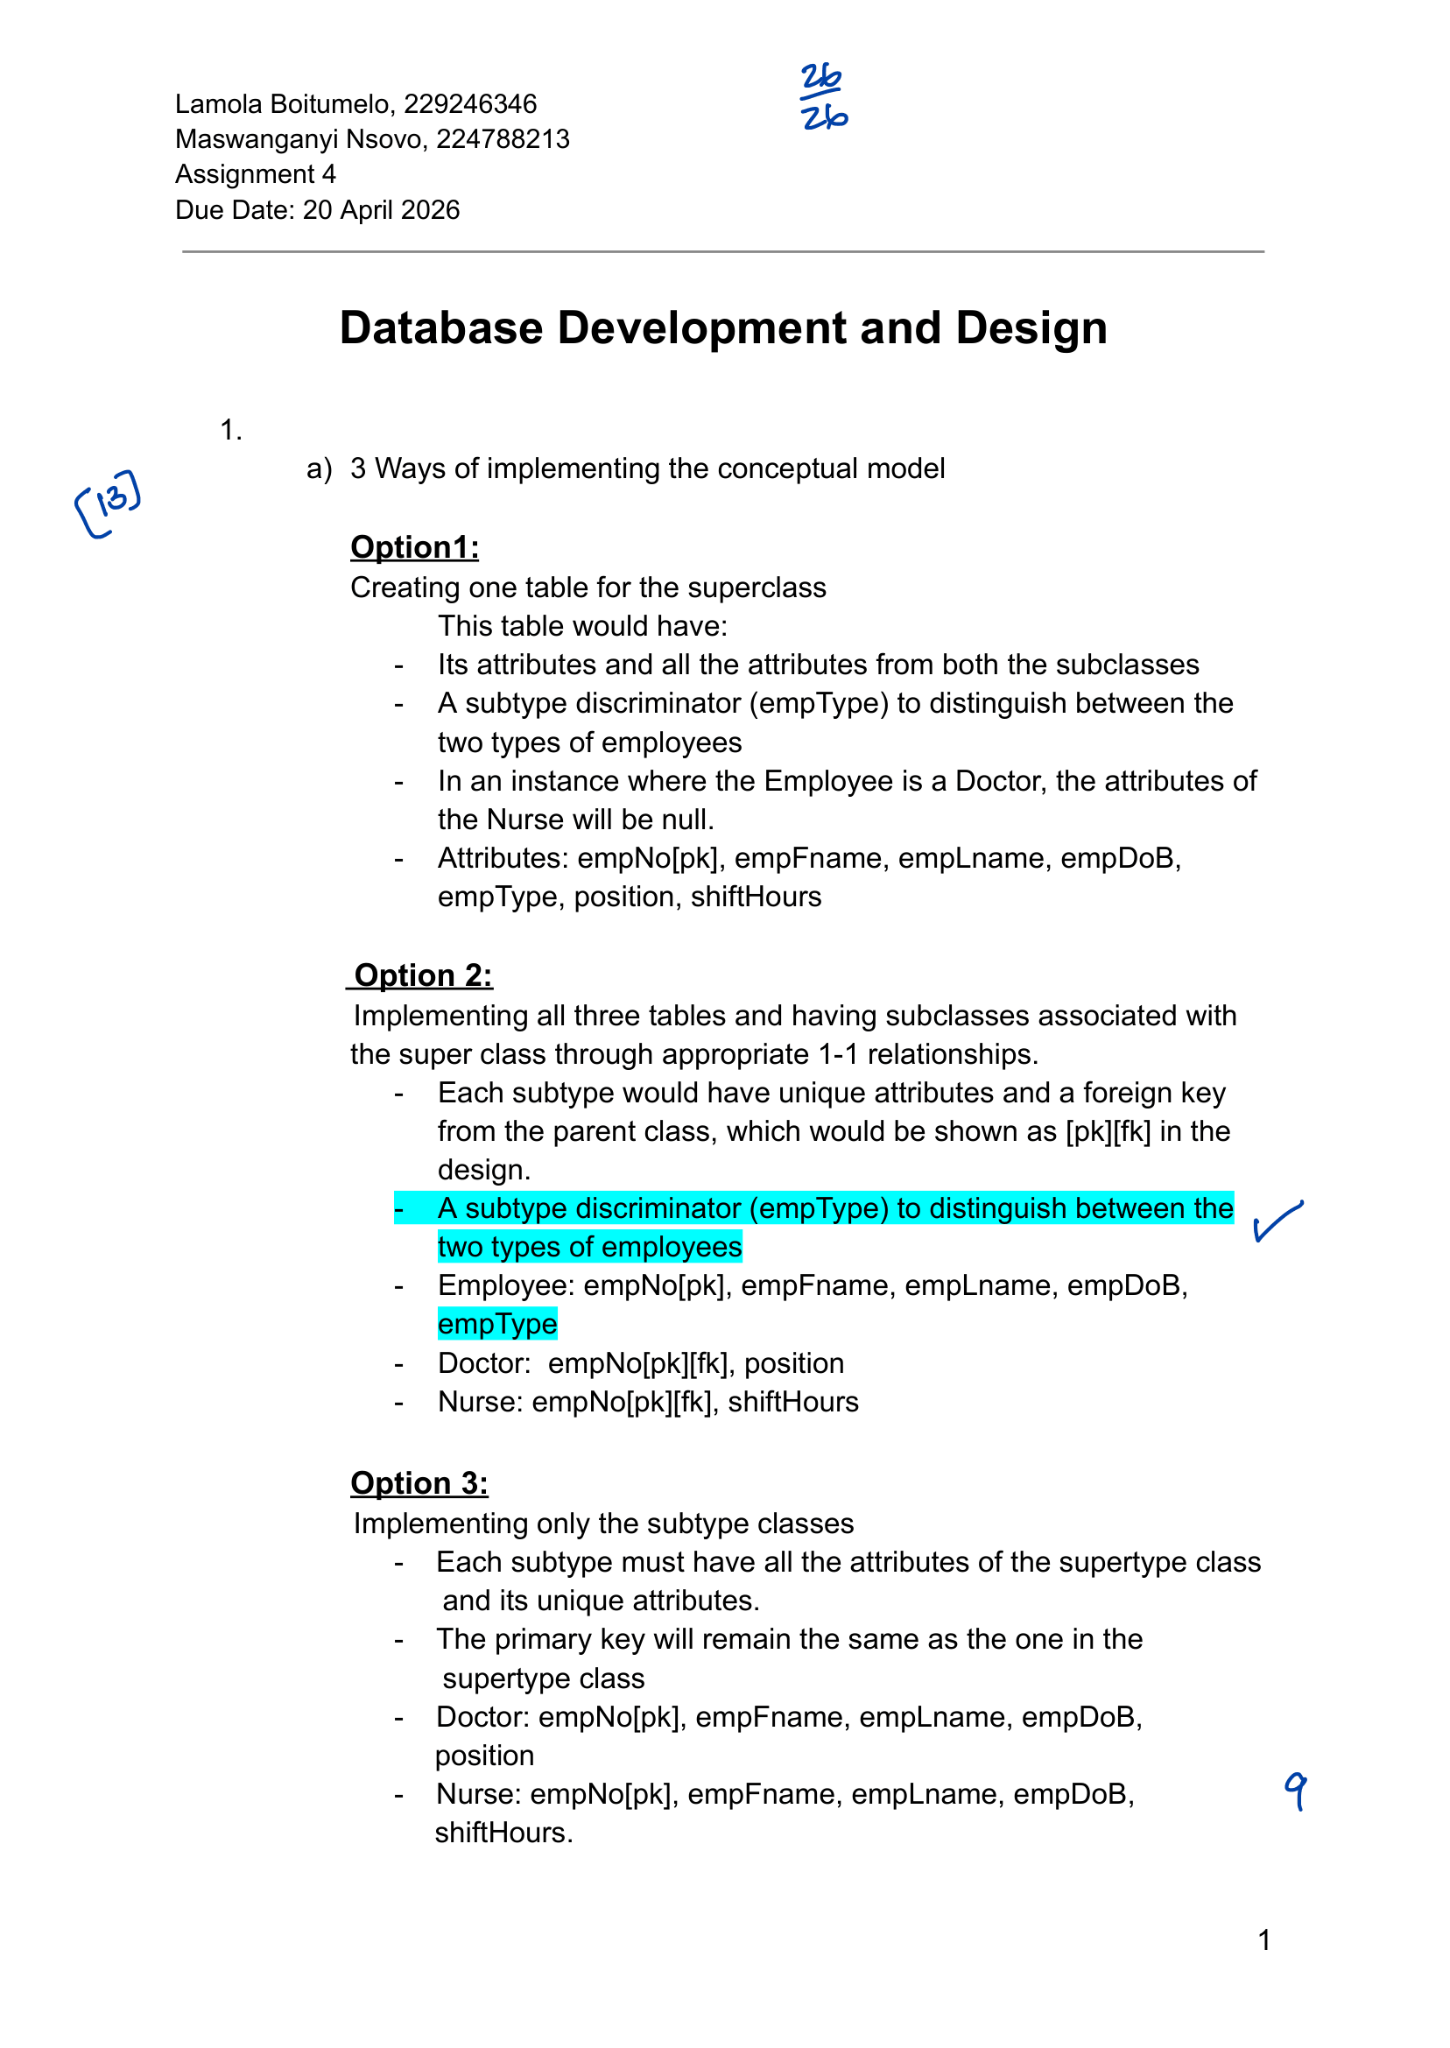 26
26
Lamola Boitumelo, 229246346
Maswanganyi Nsovo, 224788213
Assignment 4
Due Date: 20 April 2026
Database Development and Design
1.
a) 3 Ways of implementing the conceptual model
[13]
Option1:
Creating one table for the superclass
This table would have:
- Its attributes and all the attributes from both the subclasses
- A subtype discriminator (empType) to distinguish between the
two types of employees
- In an instance where the Employee is a Doctor, the attributes of
the Nurse will be null.
- Attributes: empNo[pk], empFname, empLname, empDoB,
empType, position, shiftHours
Option 2:
Implementing all three tables and having subclasses associated with
the super class through appropriate 1-1 relationships.
- Each subtype would have unique attributes and a foreign key
from the parent class, which would be shown as [pk][fk] in the
design.
- A subtype discriminator (empType) to distinguish between the
two types of employees
- Employee: empNo[pk], empFname, empLname, empDoB,
empType
- Doctor: empNo[pk][fk], position
- Nurse: empNo[pk][fk], shiftHours
Option 3:
Implementing only the subtype classes
- Each subtype must have all the attributes of the supertype class
and its unique attributes.
- The primary key will remain the same as the one in the
supertype class
- Doctor: empNo[pk], empFname, empLname, empDoB,
position
- Nurse: empNo[pk], empFname, empLname, empDoB,
shiftHours.
9
1